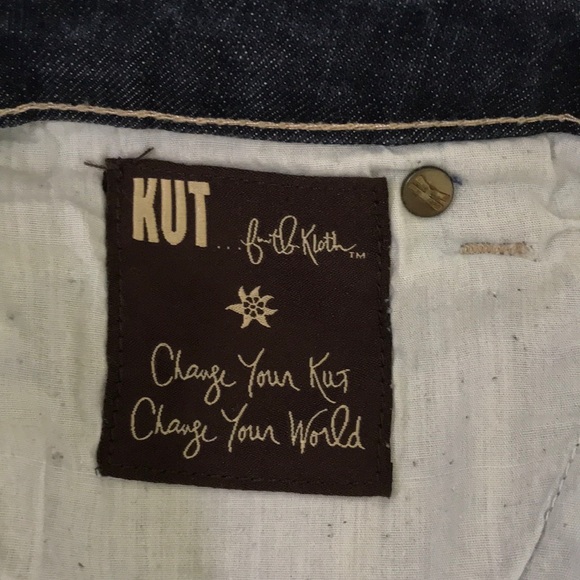 KUT... from the Kloth™
Change Your Kut
Change Your World